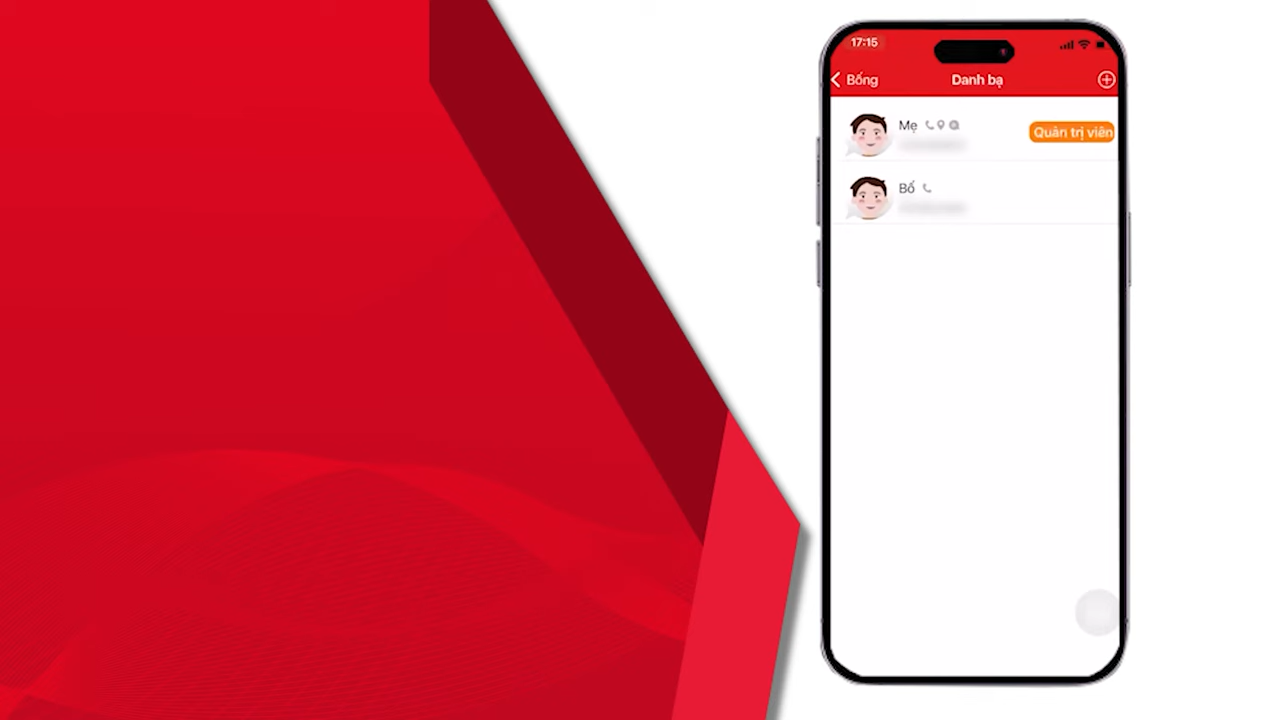 17:15
Bống
Danh bạ
Mẹ
Quản trị viên
Bố